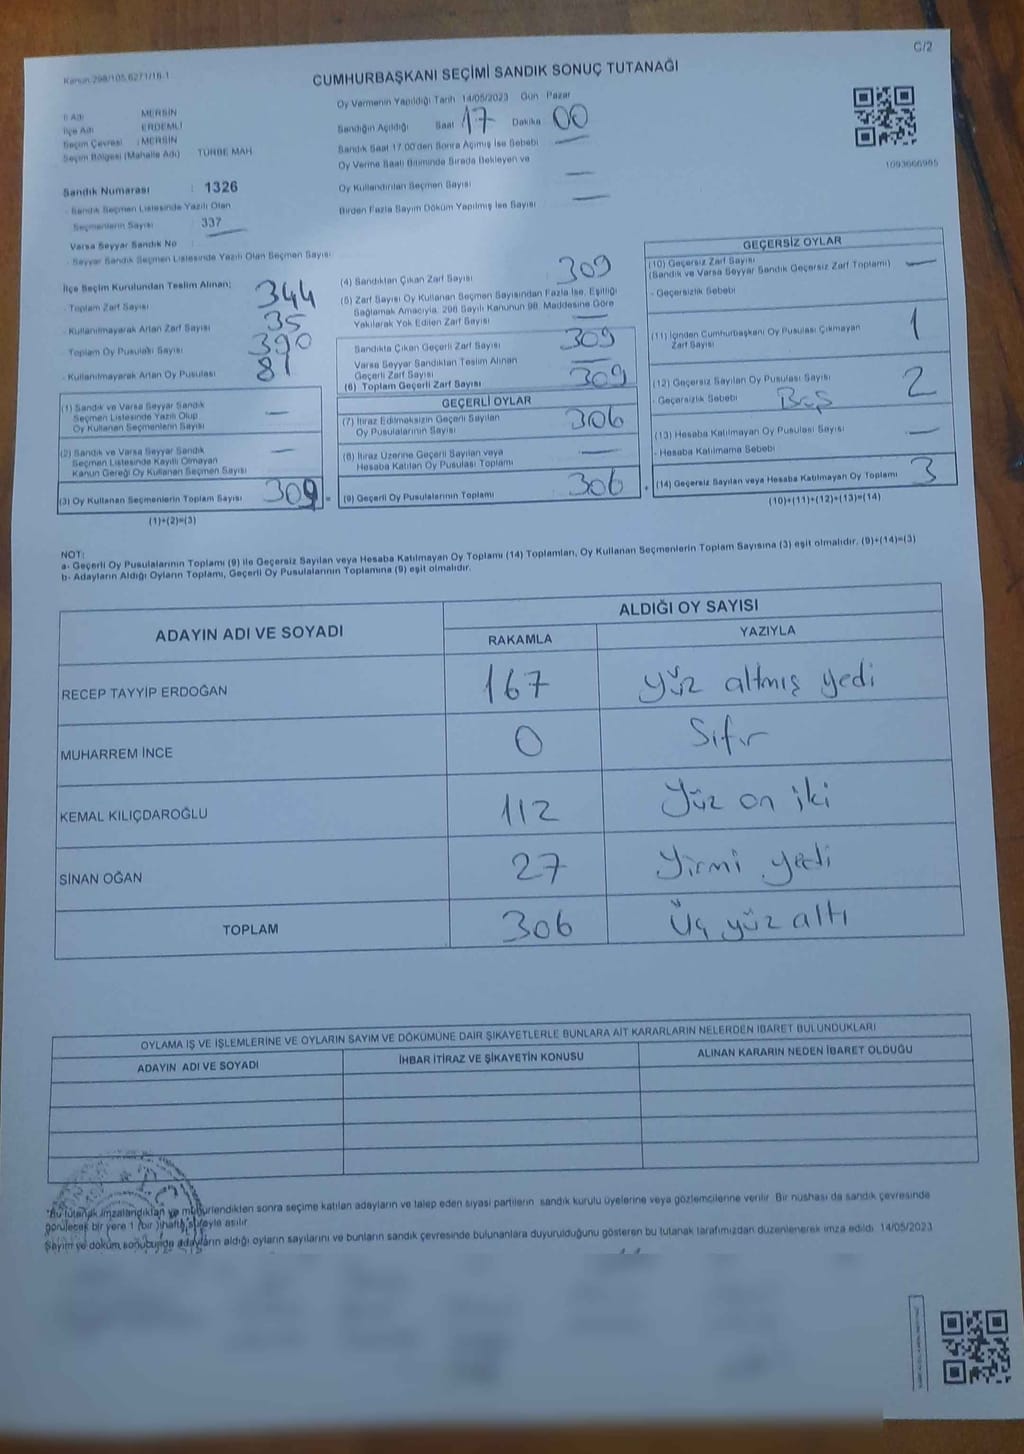 C/2
Kanun:298/105,6271/18-1
CUMHURBAŞKANI SEÇİMİ SANDIK SONUÇ TUTANAĞI
İl Adı MERSİN
İlçe Adı ERDEMLİ
Seçim Çevresi : MERSİN
Seçim Bölgesi (Mahalle Adı) TÜRBE MAH.
Oy Vermenin Yapıldığı Tarih 14/05/2023 Gün Pazar
Sandığın Açıldığı Saat 17 Dakika 00
Sandık Saat 17.00'den Sonra Açılmış İse Sebebi —
Oy Verme Saati Bitiminde Sırada Bekleyen ve
Oy Kullandırılan Seçmen Sayısı —
Birden Fazla Sayım Döküm Yapılmış İse Sayısı —
1093666985
Sandık Numarası : 1326
- Sandık Seçmen Listesinde Yazılı Olan
Seçmenlerin Sayısı 337
Varsa Seyyar Sandık No —
- Seyyar Sandık Seçmen Listesinde Yazılı Olan Seçmen Sayısı
İlçe Seçim Kurulundan Teslim Alınan;
- Toplam Zarf Sayısı 344
- Kullanılmayarak Artan Zarf Sayısı 35
Toplam Oy Pusulası Sayısı 390
- Kullanılmayarak Artan Oy Pusulası 81
(1) Sandık ve Varsa Seyyar Sandık
Seçmen Listesinde Yazılı Olup
Oy Kullanan Seçmenlerin Sayısı —
(2) Sandık ve Varsa Seyyar Sandık
Seçmen Listesinde Kayıtlı Olmayan
Kanun Gereği Oy Kullanan Seçmen Sayısı —
(3) Oy Kullanan Seçmenlerin Toplam Sayısı 309 =
(1)+(2)=(3)
(4) Sandıktan Çıkan Zarf Sayısı 309
(5) Zarf Sayısı Oy Kullanan Seçmen Sayısından Fazla İse, Eşitliği
Sağlamak Amacıyla, 298 Sayılı Kanunun 98. Maddesine Göre
Yakılarak Yok Edilen Zarf Sayısı —
Sandıkta Çıkan Geçerli Zarf Sayısı 309
Varsa Seyyar Sandıktan Teslim Alınan
Geçerli Zarf Sayısı —
(6) Toplam Geçerli Zarf Sayısı 309
GEÇERLİ OYLAR
(7) İtiraz Edilmeksizin Geçerli Sayılan
Oy Pusulalarının Sayısı 306
(8) İtiraz Üzerine Geçerli Sayılan veya
Hesaba Katılan Oy Pusulası Toplamı —
(9) Geçerli Oy Pusulalarının Toplamı 306 +
GEÇERSİZ OYLAR
(10) Geçersiz Zarf Sayısı
(Sandık ve Varsa Seyyar Sandık Geçersiz Zarf Toplamı) —
- Geçersizlik Sebebi
(11) İçinden Cumhurbaşkanı Oy Pusulası Çıkmayan
Zarf Sayısı 1
(12) Geçersiz Sayılan Oy Pusulası Sayısı 2
- Geçersizlik Sebebi Boş
(13) Hesaba Katılmayan Oy Pusulası Sayısı —
- Hesaba Katılmama Sebebi
(14) Geçersiz Sayılan veya Hesaba Katılmayan Oy Toplamı 3
(10)+(11)+(12)+(13)=(14)
NOT:
a- Geçerli Oy Pusulalarının Toplamı (9) ile Geçersiz Sayılan veya Hesaba Katılmayan Oy Toplamı (14) Toplamları, Oy Kullanan Seçmenlerin Toplam Sayısına (3) eşit olmalıdır. (9)+(14)=(3)
b- Adayların Aldığı Oyların Toplamı, Geçerli Oy Pusulalarının Toplamına (9) eşit olmalıdır.
ADAYIN ADI VE SOYADI
ALDIĞI OY SAYISI
RAKAMLA YAZIYLA
RECEP TAYYİP ERDOĞAN 167 yüz altmış yedi
MUHARREM İNCE 0 Sıfır
KEMAL KILIÇDAROĞLU 112 Yüz on iki
SİNAN OĞAN 27 Yirmi yedi
TOPLAM 306 Üç yüz altı
OYLAMA İŞ VE İŞLEMLERİNE VE OYLARIN SAYIM VE DÖKÜMÜNE DAİR ŞİKAYETLERLE BUNLARA AİT KARARLARIN NELERDEN İBARET BULUNDUKLARI
ADAYIN ADI VE SOYADI İHBAR İTİRAZ VE ŞİKAYETİN KONUSU ALINAN KARARIN NEDEN İBARET OLDUĞU
*Bu tutanak imzalandıktan ve mühürlendikten sonra seçime katılan adayların ve talep eden siyasi partilerin sandık kurulu üyelerine veya gözlemcilerine verilir. Bir nüshası da sandık çevresinde
görülecek bir yere 1 (bir) hafta süreyle asılır.
Sayım ve döküm sonucunda adayların aldığı oyların sayılarını ve bunların sandık çevresinde bulunanlara duyurulduğunu gösteren bu tutanak tarafımızdan düzenlenerek imza edildi. 14/05/2023